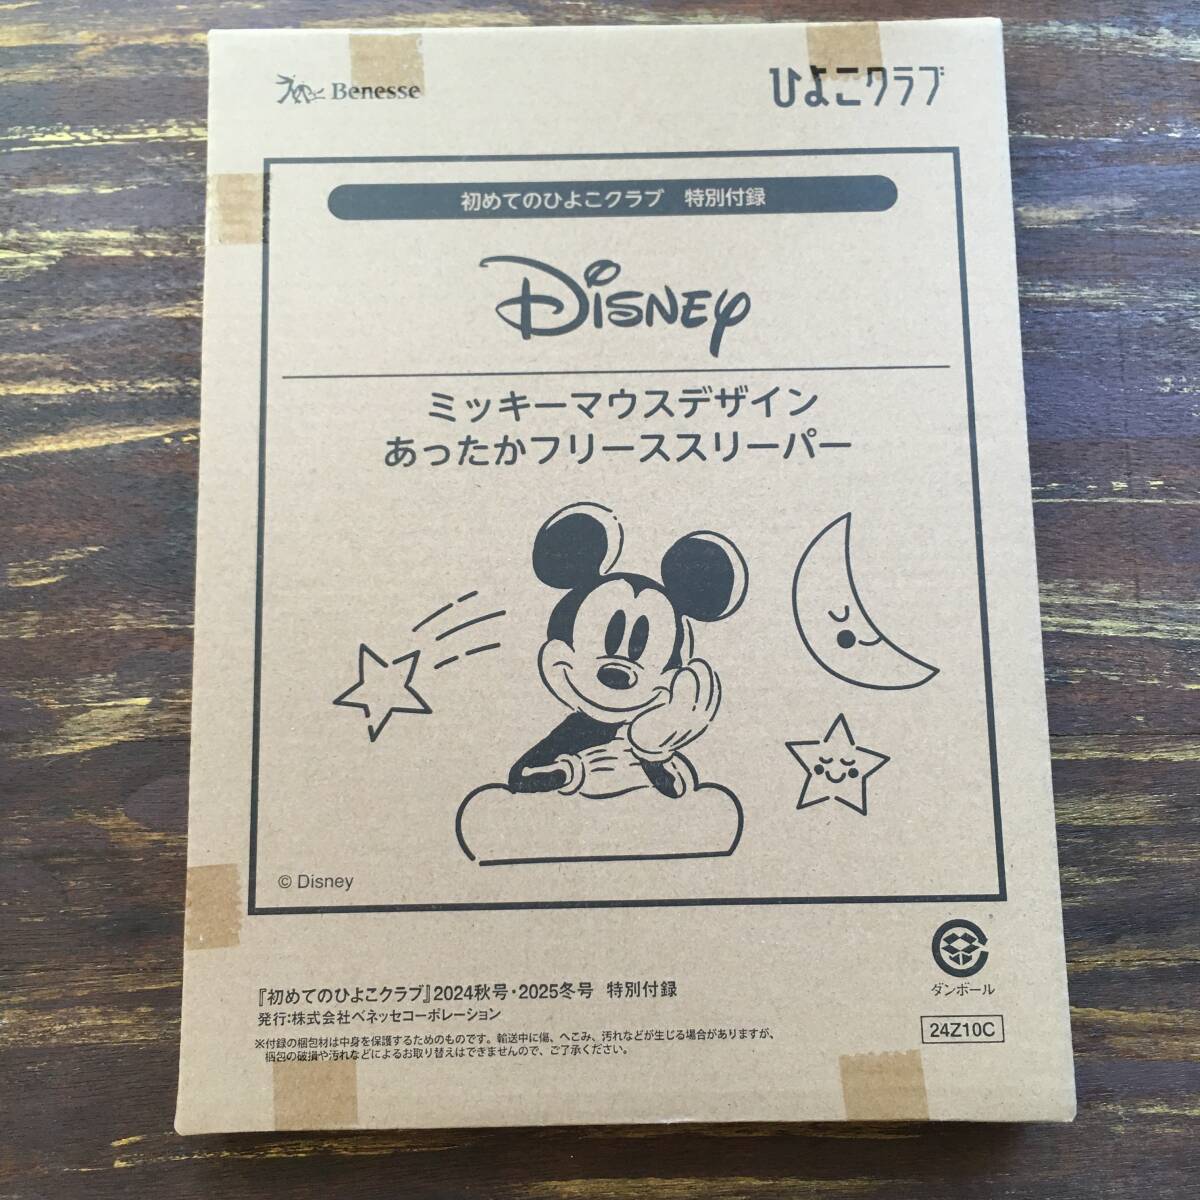 Benesse
ひよこクラブ
初めてのひよこクラブ 特別付録
Disney
ミッキーマウスデザイン
あったかフリーススリーパー
© Disney
ダンボール
『初めてのひよこクラブ』2024秋号・2025冬号 特別付録
発行:株式会社ベネッセコーポレーション
24Z10C
※付録の梱包材は中身を保護するためのものです。輸送中に傷、へこみ、汚れなどが生じる場合がありますが、
梱包の破損や汚れなどによるお取り替えはできませんので、ご了承ください。